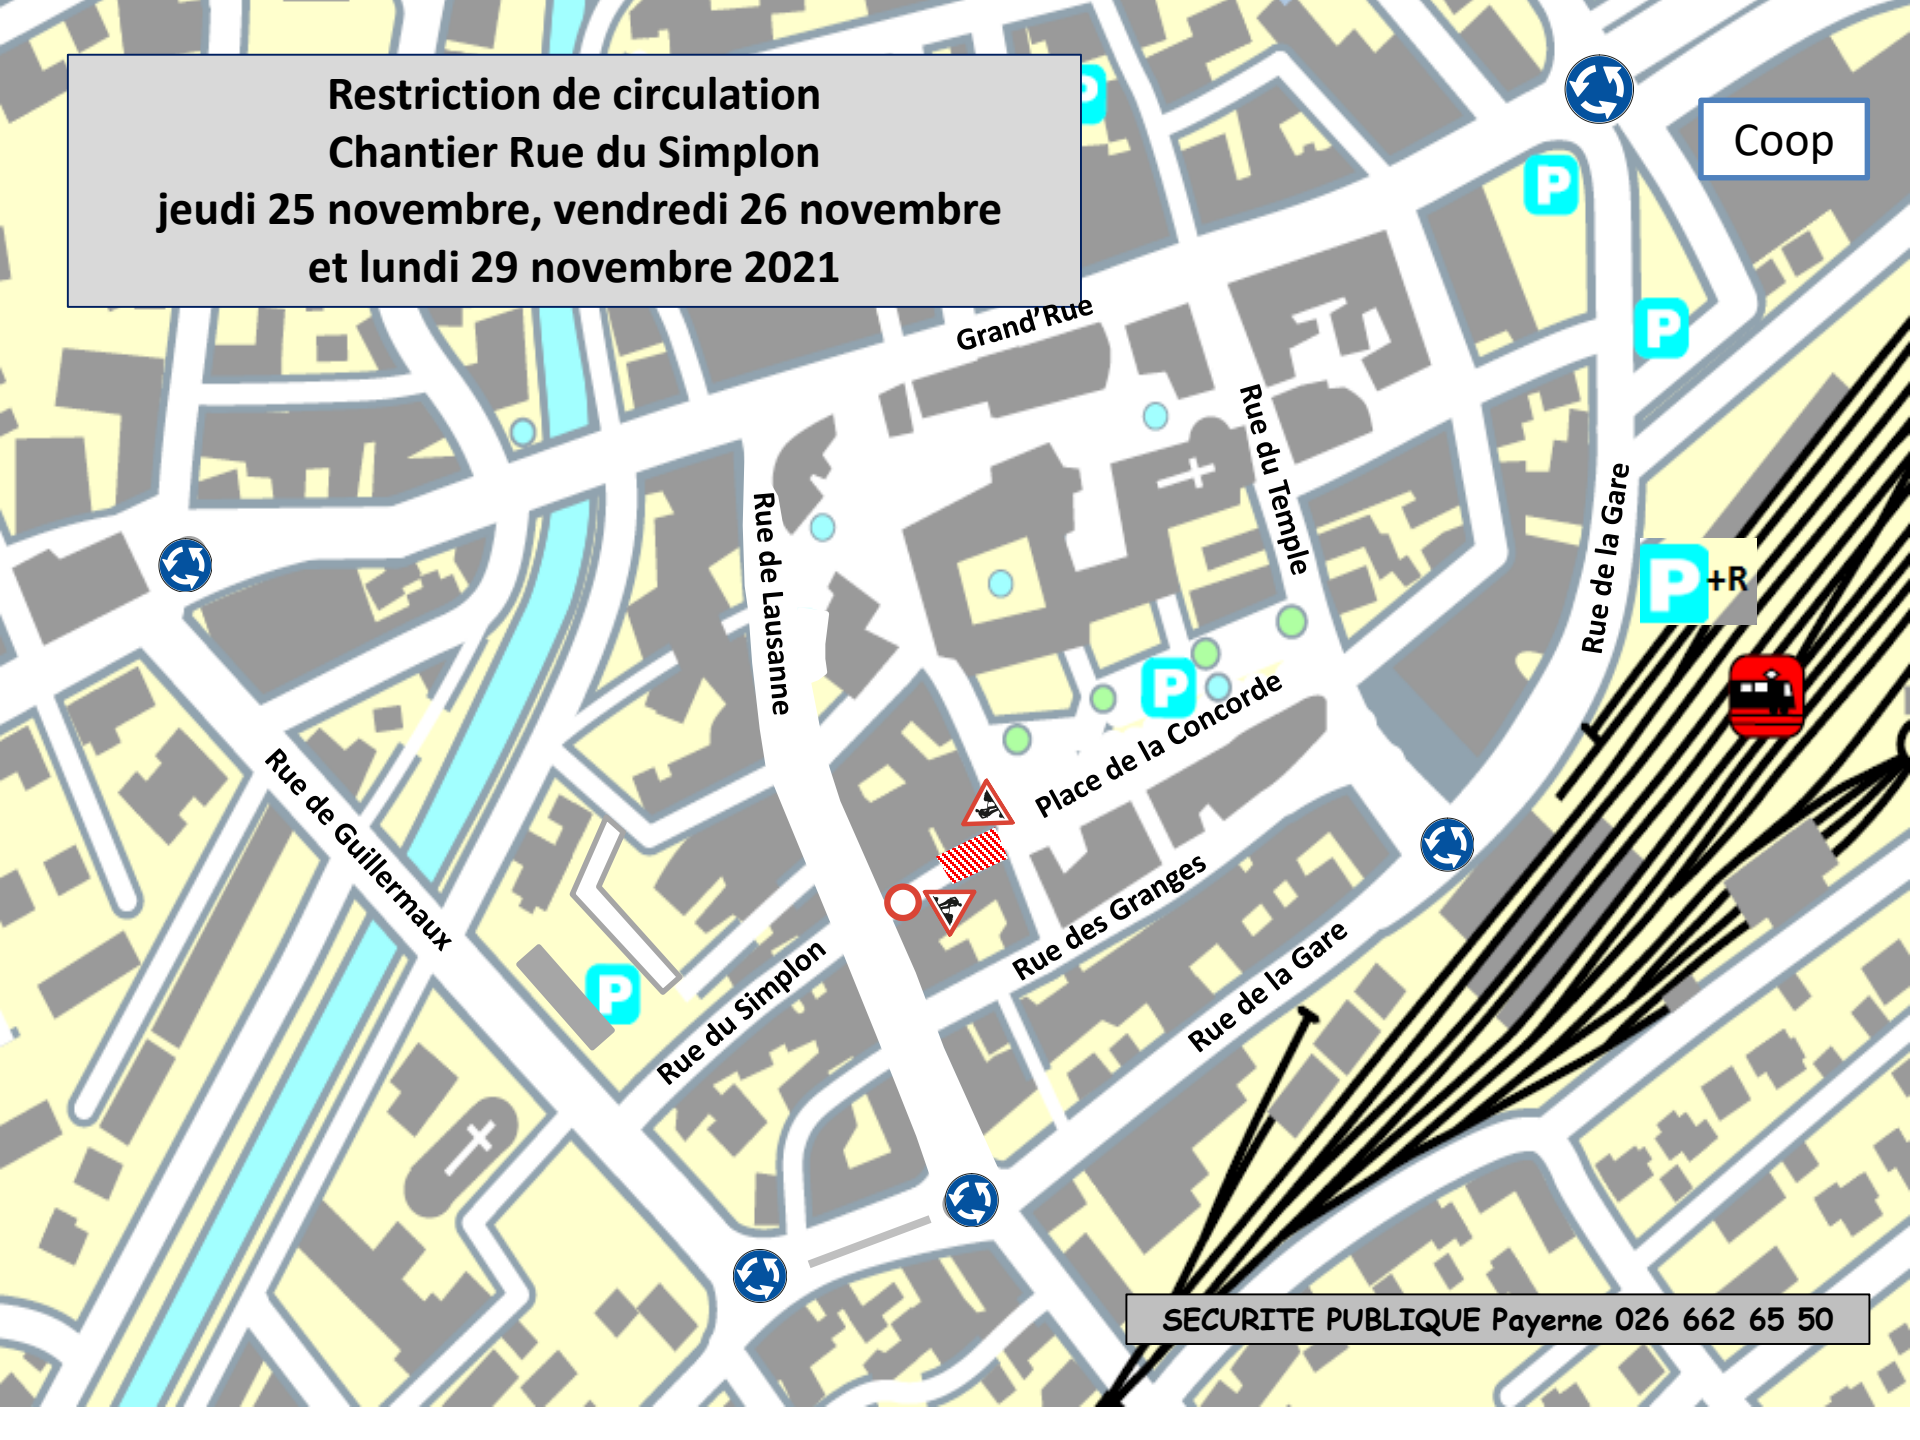 Restriction de circulation
Chantier Rue du Simplon
jeudi 25 novembre, vendredi 26 novembre
et lundi 29 novembre 2021
P
Coop
P
Grand'Rue
P
Rue du Temple
Rue de Lausanne
Rue de la Gare
P+R
P
Place de la Concorde
Rue de Guillermaux
Rue des Granges
Rue du Simplon
P
Rue de la Gare
SECURITE PUBLIQUE Payerne 026 662 65 50